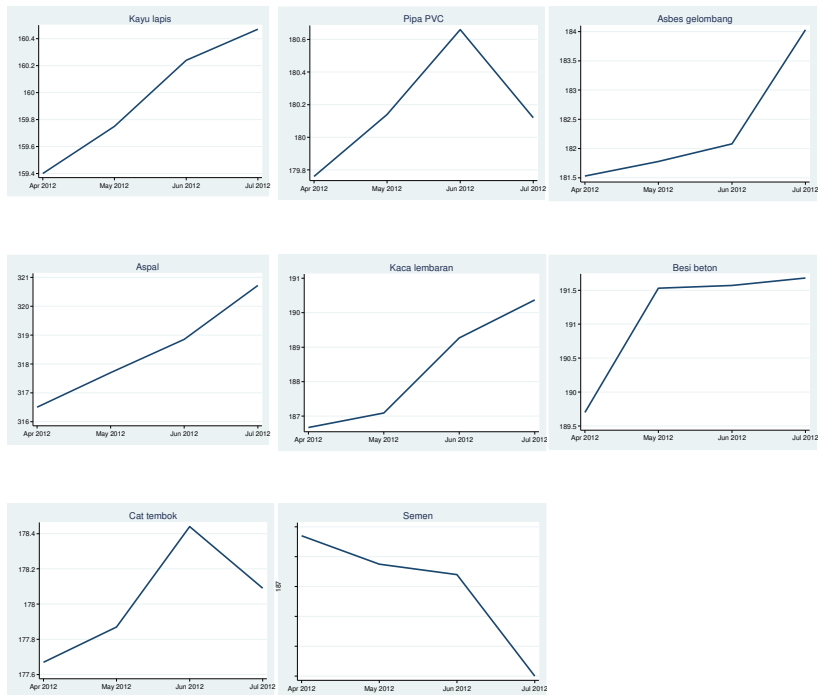 Kayu lapis
160.4
160.2
160
159.8
159.6
159.4
Apr 2012 May 2012 Jun 2012 Jul 2012
Pipa PVC
180.6
180.4
180.2
180
179.8
Apr 2012 May 2012 Jun 2012 Jul 2012
Asbes gelombang
184
183.5
183
182.5
182
181.5
Apr 2012 May 2012 Jun 2012 Jul 2012
Aspal
321
320
319
318
317
316
Apr 2012 May 2012 Jun 2012 Jul 2012
Kaca lembaran
191
190
189
188
187
Apr 2012 May 2012 Jun 2012 Jul 2012
Besi beton
191.5
191
190.5
190
189.5
Apr 2012 May 2012 Jun 2012 Jul 2012
Cat tembok
178.4
178.2
178
177.8
177.6
Apr 2012 May 2012 Jun 2012 Jul 2012
Semen
187
Apr 2012 May 2012 Jun 2012 Jul 2012